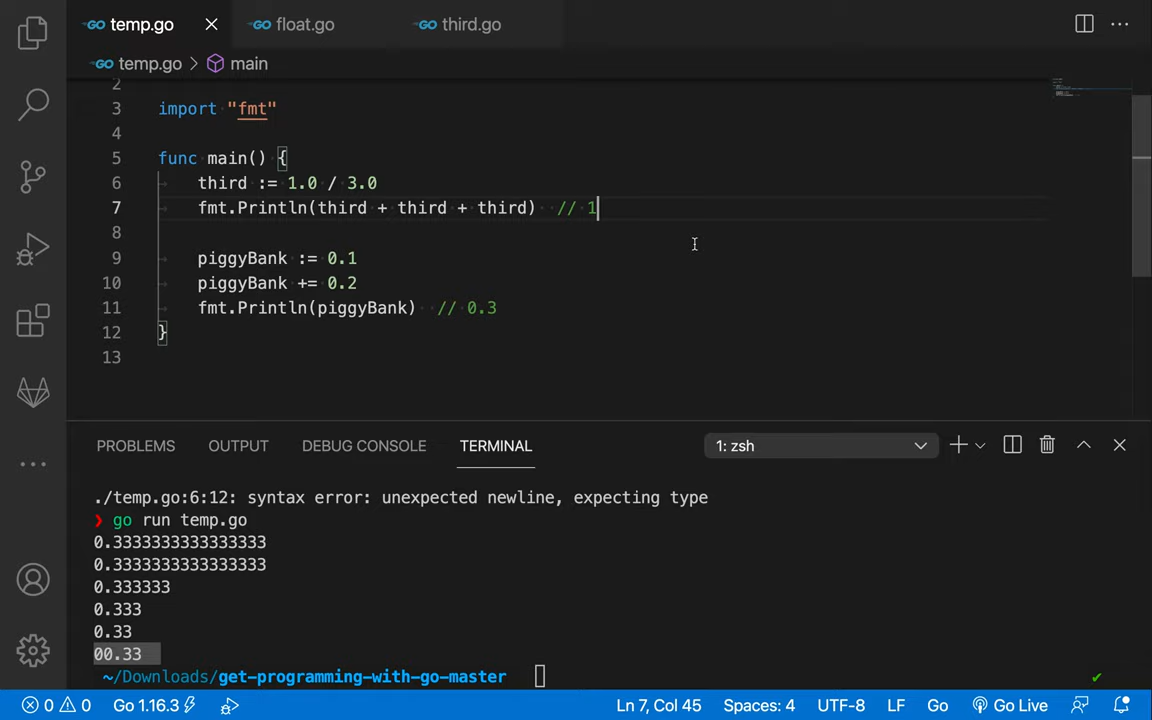 temp.go
float.go
third.go
temp.go > main
2
3 import "fmt"
4
5 func main() {
6 third := 1.0 / 3.0
7 fmt.Println(third + third + third) // 1
8
9 piggyBank := 0.1
10 piggyBank += 0.2
11 fmt.Println(piggyBank) // 0.3
12 }
13
PROBLEMS OUTPUT DEBUG CONSOLE TERMINAL 1: zsh
./temp.go:6:12: syntax error: unexpected newline, expecting type
❯ go run temp.go
0.3333333333333333
0.3333333333333333
0.333333
0.333
0.33
00.33
~/Downloads/get-programming-with-go-master ✔
0 0 Go 1.16.3 Ln 7, Col 45 Spaces: 4 UTF-8 LF Go Go Live